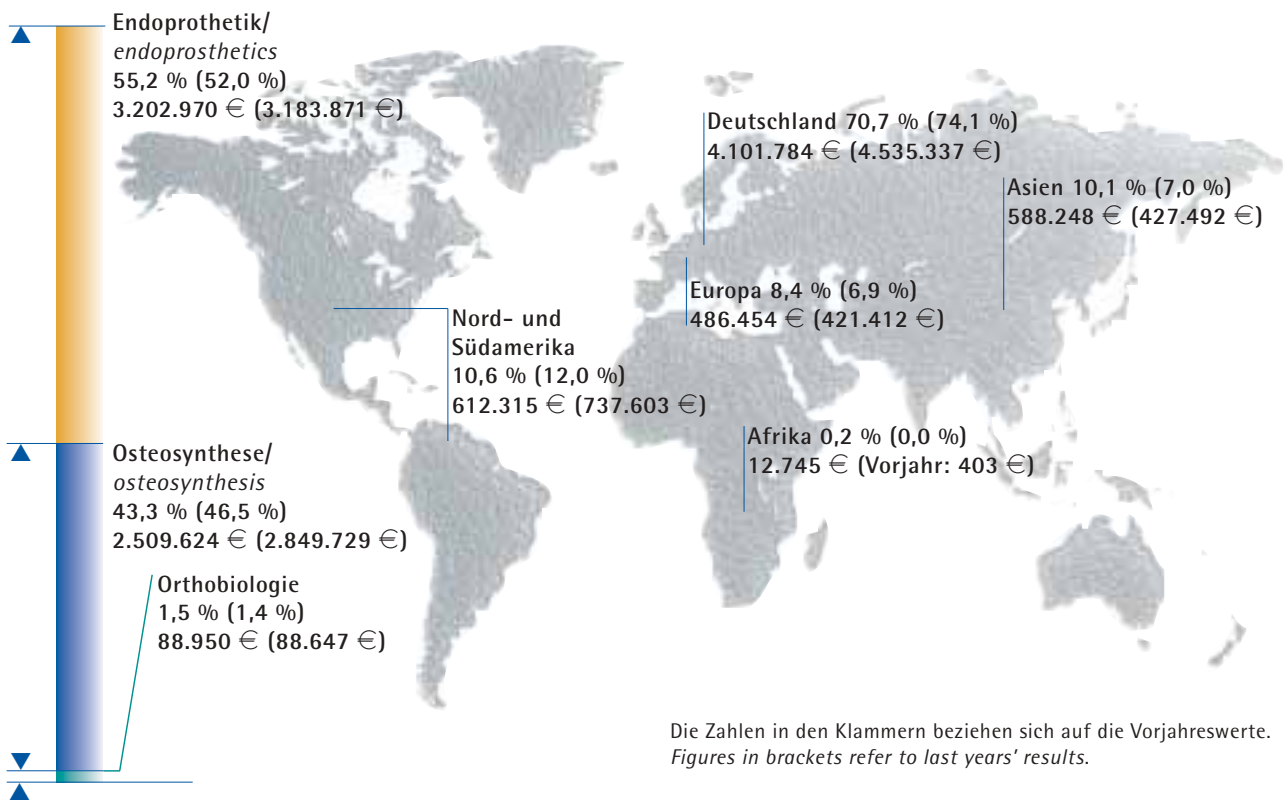 Endoprothetik/
endoprosthetics
55,2 % (52,0 %)
3.202.970 € (3.183.871 €)
Deutschland 70,7 % (74,1 %)
4.101.784 € (4.535.337 €)
Asien 10,1 % (7,0 %)
588.248 € (427.492 €)
Europa 8,4 % (6,9 %)
486.454 € (421.412 €)
Nord- und
Südamerika
10,6 % (12,0 %)
612.315 € (737.603 €)
Afrika 0,2 % (0,0 %)
12.745 € (Vorjahr: 403 €)
Osteosynthese/
osteosynthesis
43,3 % (46,5 %)
2.509.624 € (2.849.729 €)
Orthobiologie
1,5 % (1,4 %)
88.950 € (88.647 €)
Die Zahlen in den Klammern beziehen sich auf die Vorjahreswerte.
Figures in brackets refer to last years' results.